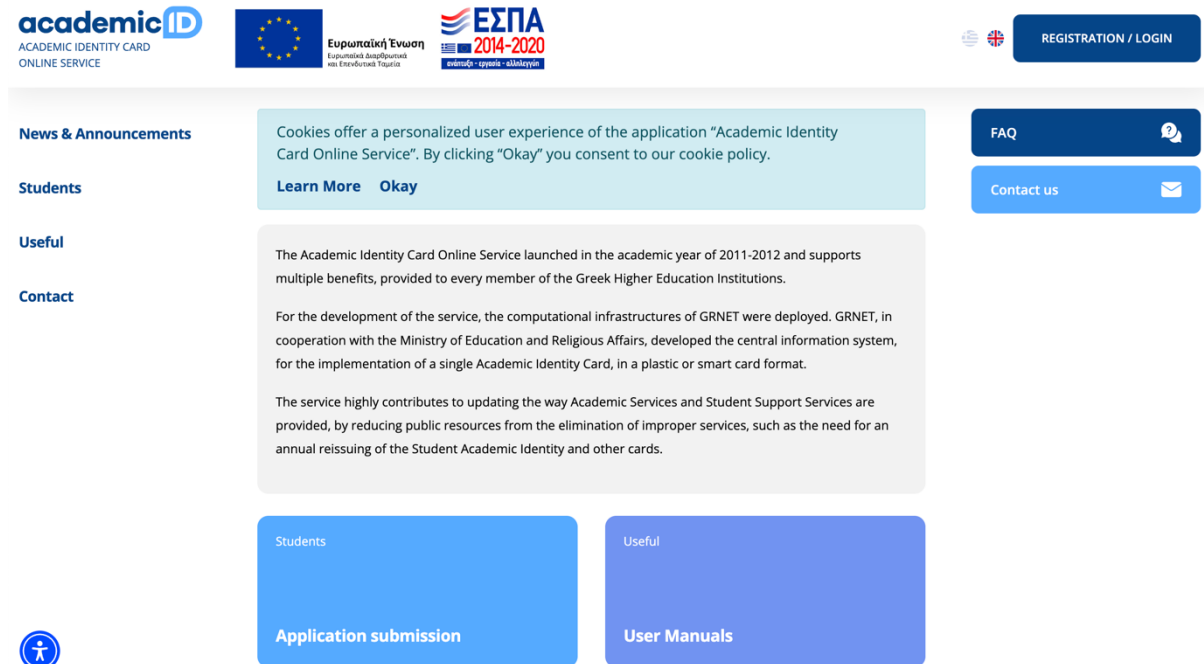 academicID
ACADEMIC IDENTITY CARD
ONLINE SERVICE
Ευρωπαϊκή Ένωση
Ευρωπαϊκά Διαρθρωτικά
και Επενδυτικά Ταμεία
ΕΣΠΑ
2014-2020
ανάπτυξη - εργασία - αλληλεγγύη
REGISTRATION / LOGIN
News & Announcements
Students
Useful
Contact
Cookies offer a personalized user experience of the application “Academic Identity
Card Online Service”. By clicking “Okay” you consent to our cookie policy.
Learn More Okay
The Academic Identity Card Online Service launched in the academic year of 2011-2012 and supports
multiple benefits, provided to every member of the Greek Higher Education Institutions.
For the development of the service, the computational infrastructures of GRNET were deployed. GRNET, in
cooperation with the Ministry of Education and Religious Affairs, developed the central information system,
for the implementation of a single Academic Identity Card, in a plastic or smart card format.
The service highly contributes to updating the way Academic Services and Student Support Services are
provided, by reducing public resources from the elimination of improper services, such as the need for an
annual reissuing of the Student Academic Identity and other cards.
Students
Application submission
Useful
User Manuals
FAQ
Contact us